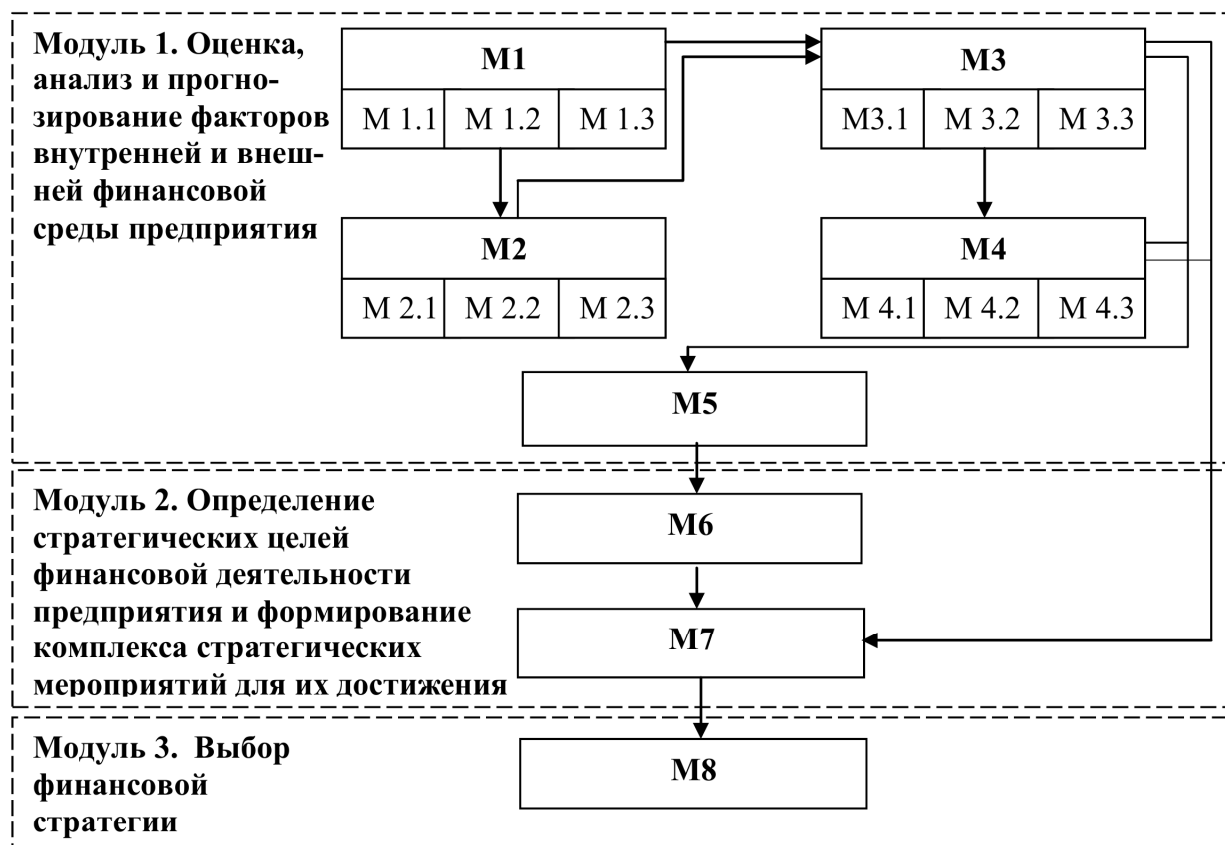 Модуль 1. Оценка,
анализ и прогно-
зирование факторов
внутренней и внеш-
ней финансовой
среды предприятия
М1
М 1.1 М 1.2 М 1.3
М3
М3.1 М 3.2 М 3.3
М2
М 2.1 М 2.2 М 2.3
М4
М 4.1 М 4.2 М 4.3
М5
Модуль 2. Определение
стратегических целей
финансовой деятельности
предприятия и формирование
комплекса стратегических
мероприятий для их достижения
М6
М7
Модуль 3. Выбор
финансовой
стратегии
М8